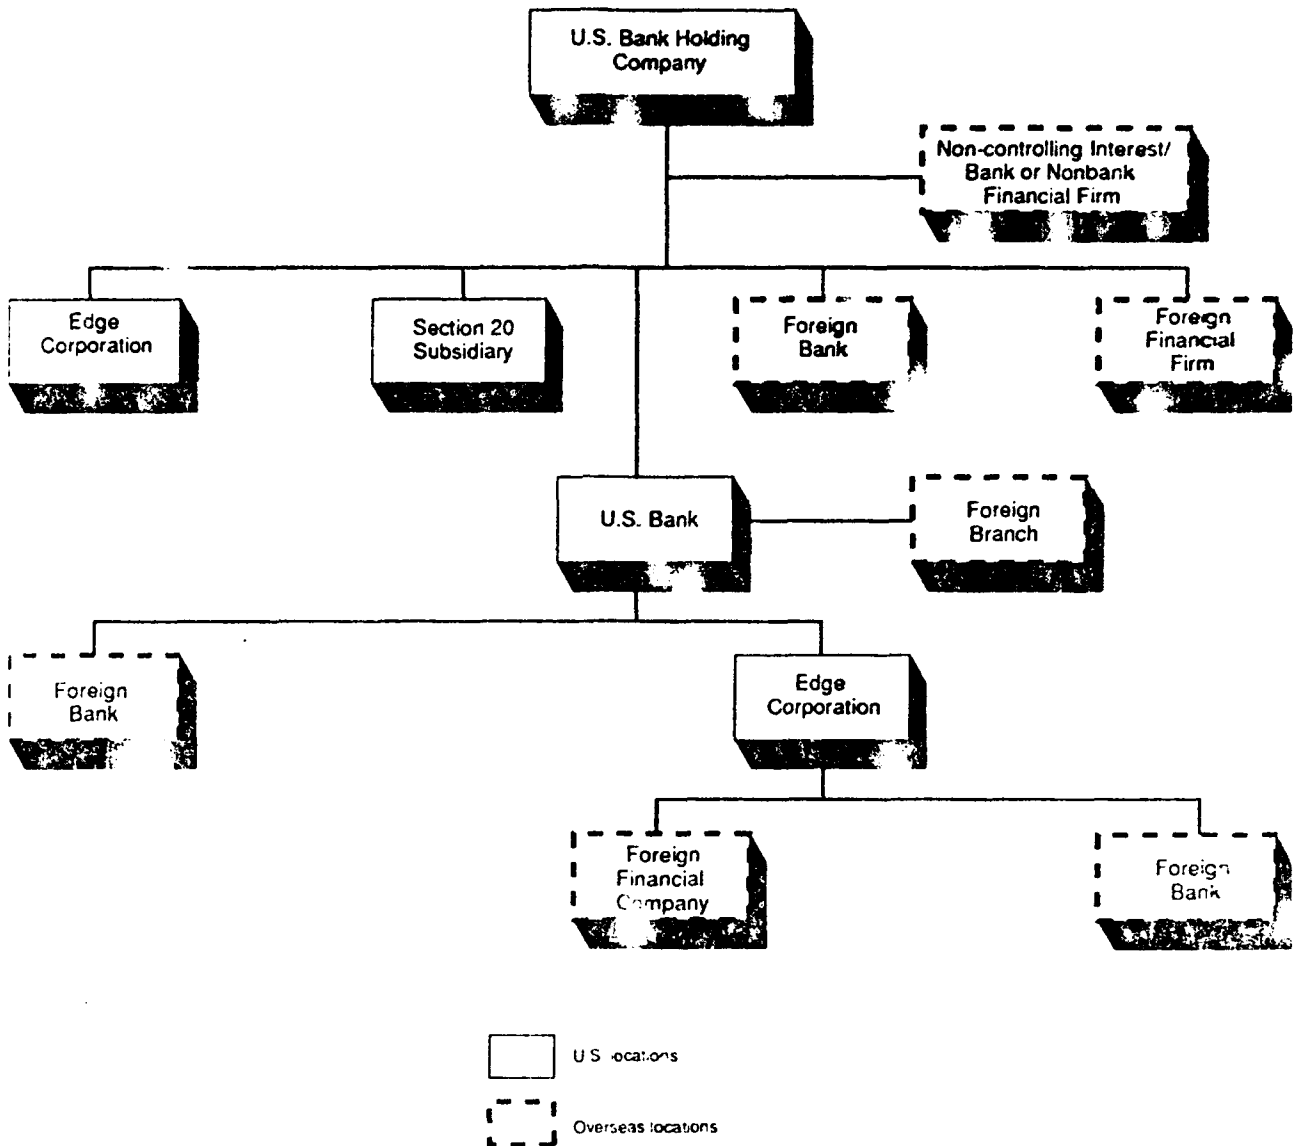 U.S. Bank Holding
Company
Non-controlling Interest/
Bank or Nonbank
Financial Firm
Edge
Corporation
Section 20
Subsidiary
Foreign
Bank
Foreign
Financial
Firm
U.S. Bank
Foreign
Branch
Foreign
Bank
Edge
Corporation
Foreign
Financial
Company
Foreign
Bank
U.S. locations
Overseas locations